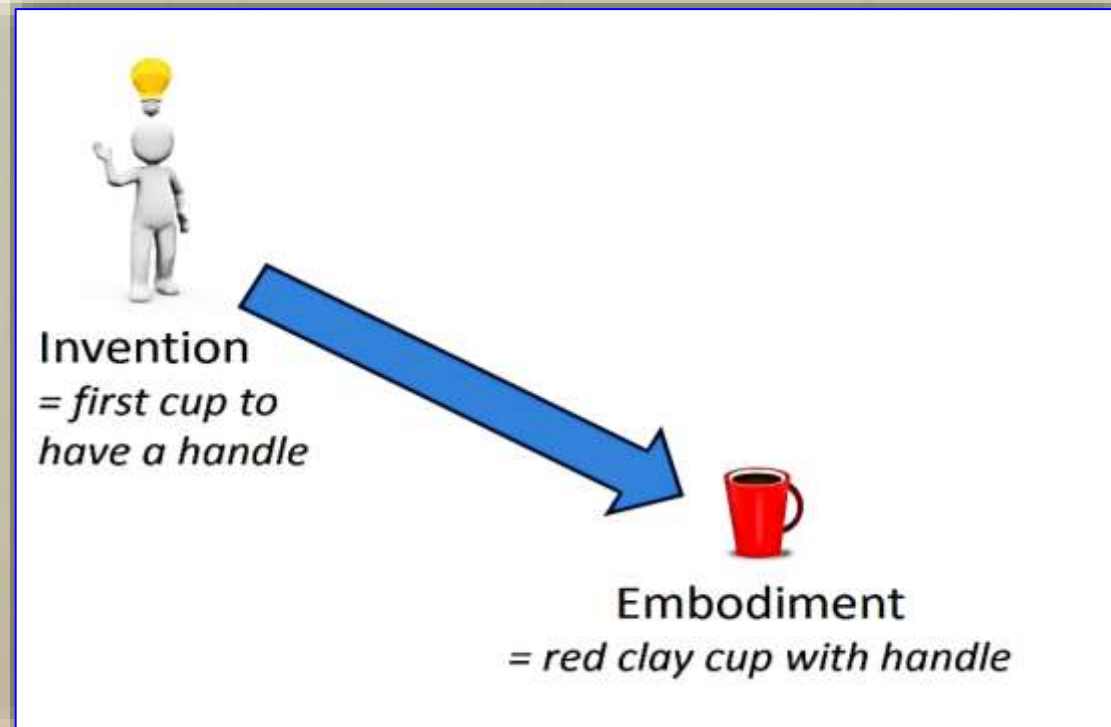 Invention
= first cup to
have a handle
Embodiment
= red clay cup with handle